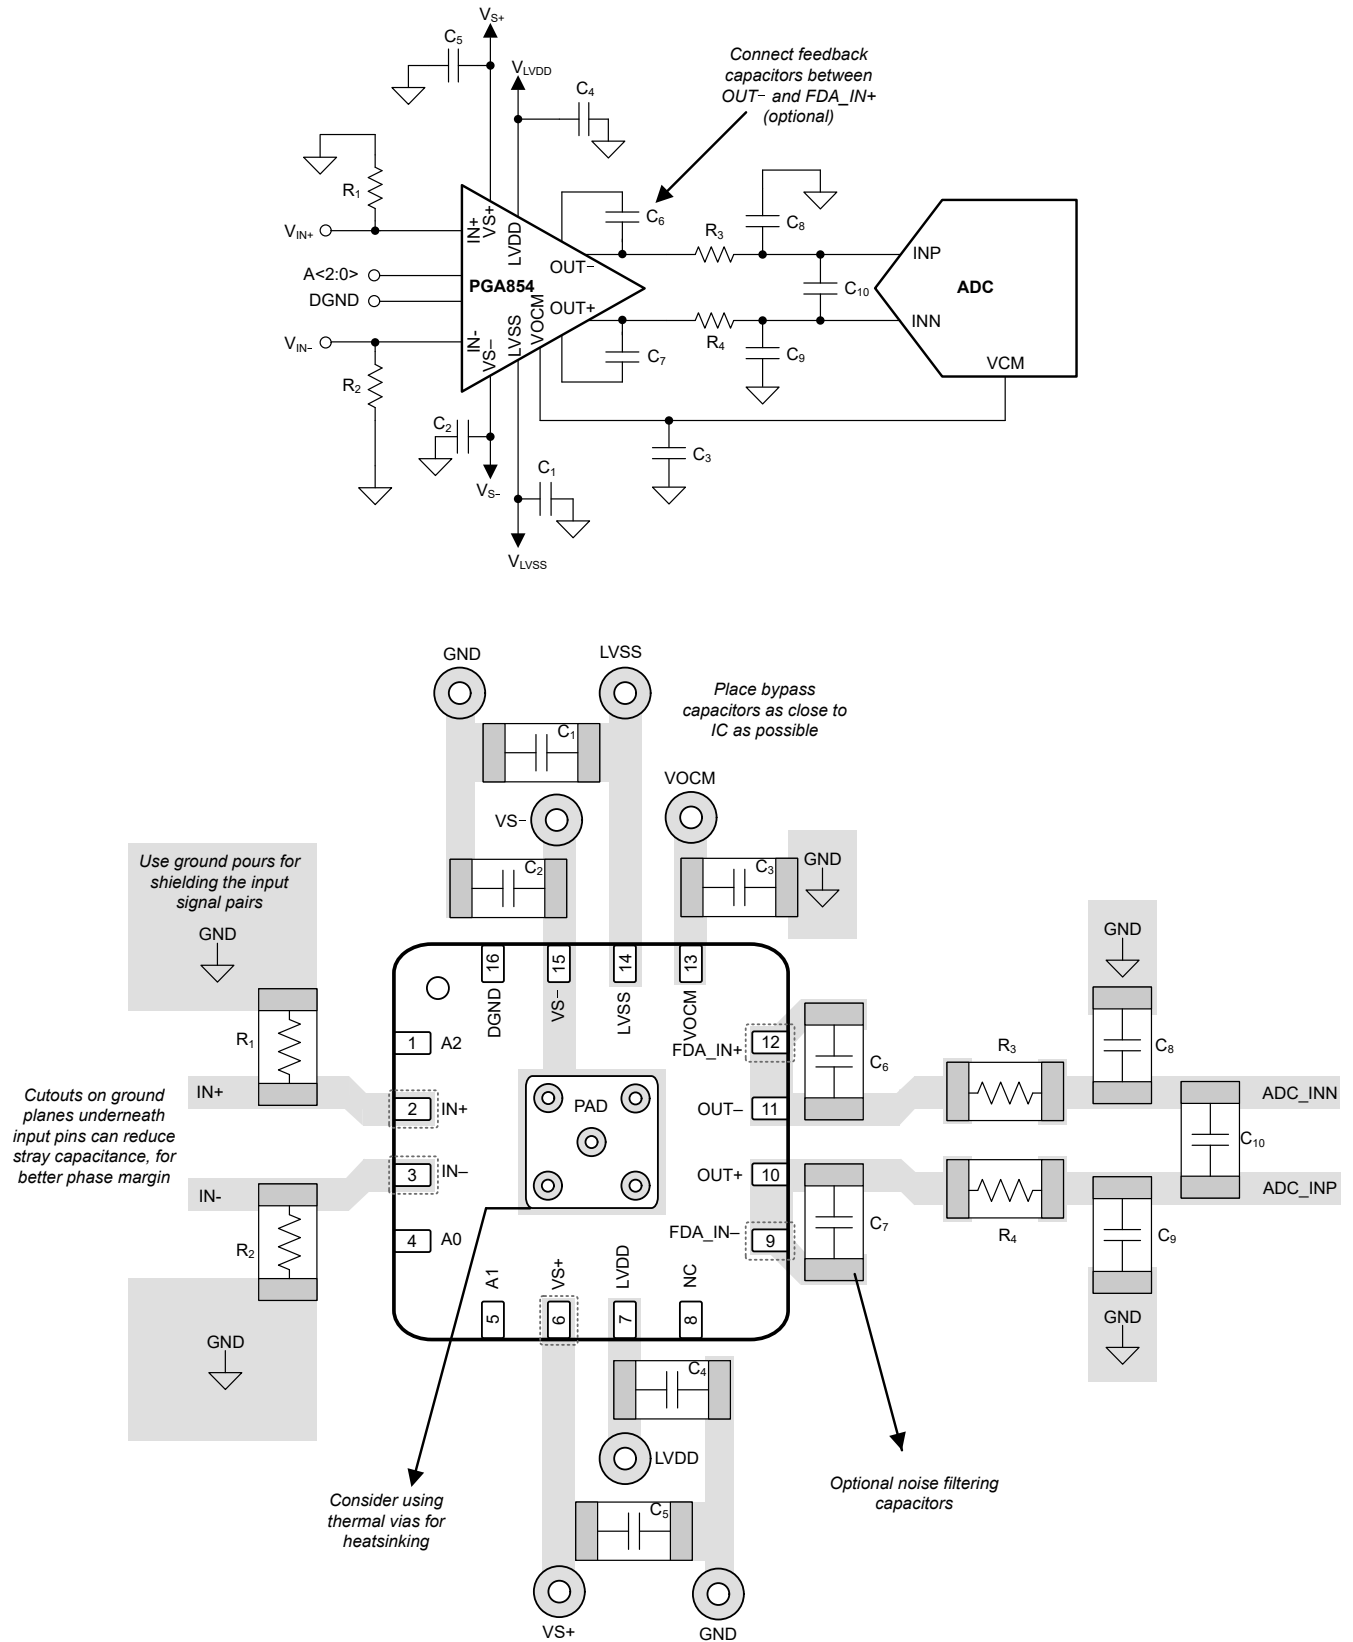 V_S+
C5
V_LVDD
C4
Connect feedback
capacitors between
OUT– and FDA_IN+
(optional)
R1
V_IN+
A<2:0>
DGND
V_IN–
R2
IN+
VS+
LVDD
OUT–
PGA854
OUT+
VOCM
LVSS
IN-
VS–
C6
C7
R3
R4
C8
C9
C10
INP
ADC
INN
VCM
C3
C2
V_S–
C1
V_LVSS
GND
LVSS
Place bypass
capacitors as close to
IC as possible
C1
VOCM
VS–
C2
C3
GND
Use ground pours for
shielding the input
signal pairs
GND
GND
16
15
14
13
DGND
VS–
LVSS
VOCM
R1
1
A2
FDA_IN+
12
C6
R3
C8
IN+
2
IN+
PAD
OUT–
11
ADC_INN
Cutouts on ground
planes underneath
input pins can reduce
stray capacitance, for
better phase margin
C10
IN-
3
IN–
OUT+
10
ADC_INP
R2
4
A0
FDA_IN–
9
C7
R4
C9
A1
VS+
LVDD
NC
5
6
7
8
GND
GND
C4
LVDD
Consider using
thermal vias for
heatsinking
C5
Optional noise filtering
capacitors
VS+
GND